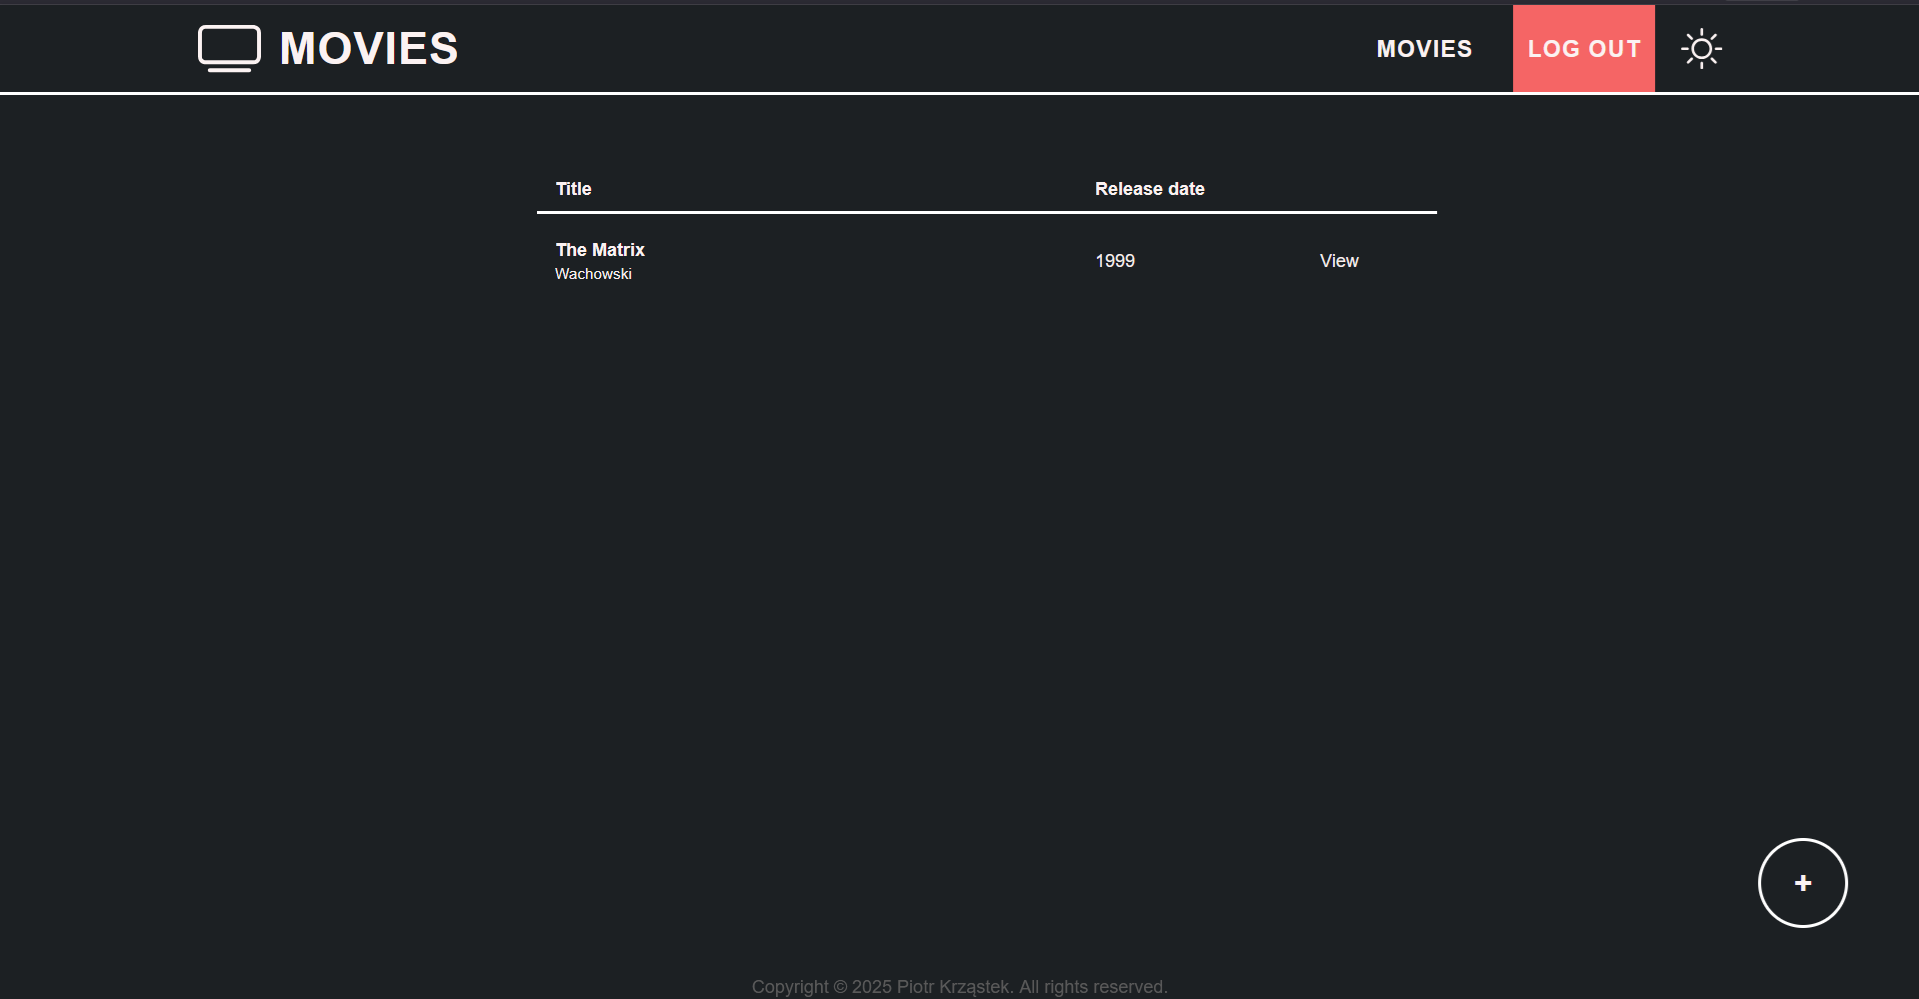 MOVIES
MOVIES
LOG OUT
Title
Release date
The Matrix
Wachowski
1999
View
+
Copyright © 2025 Piotr Krząstek. All rights reserved.